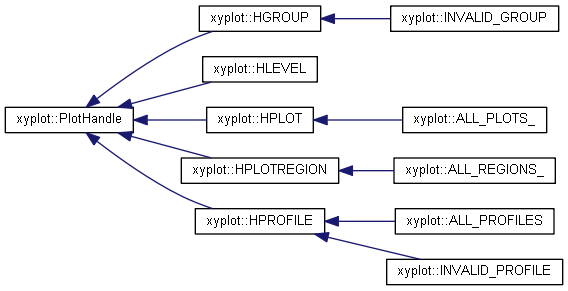 xyplot::HGROUP
xyplot::INVALID_GROUP
xyplot::HLEVEL
xyplot::PlotHandle
xyplot::HPLOT
xyplot::ALL_PLOTS_
xyplot::HPLOTREGION
xyplot::ALL_REGIONS_
xyplot::HPROFILE
xyplot::ALL_PROFILES
xyplot::INVALID_PROFILE